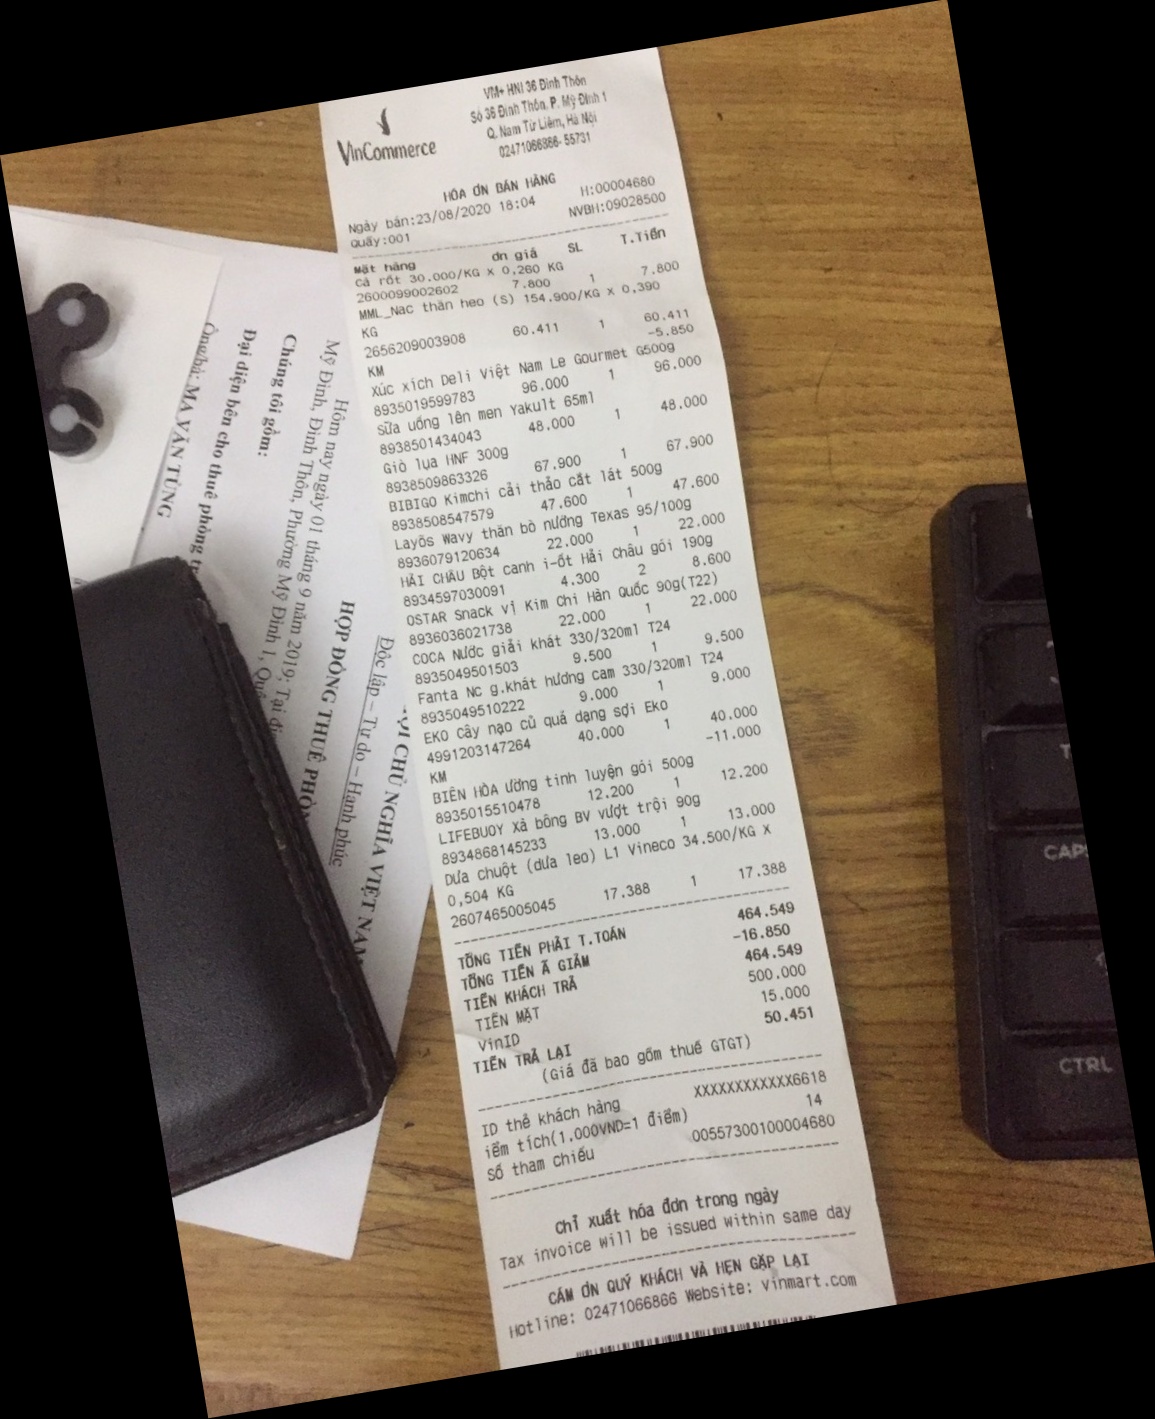 VinCommerce
VM+ HNI 36 Đình Thôn
Số 36 Đình Thôn, P. Mỹ Đình 1
Q. Nam Từ Liêm, Hà Nội
02471066366- 55731
HÓA ƠN BÁN HÀNG
Ngày bán:23/08/2020 18:04 H:00004680
Quầy:001 NVBH:09028500
Mặt hàng ơn giá SL T.Tiền
Cà rốt 30.000/KG X 0,260 KG
2600099002602 7.800 1 7.800
MML_Nạc thăn heo (S) 154.900/KG x 0,390
KG
2656209003908 60.411 1 60.411
KM -5.850
Xúc xích Deli Việt Nam Le Gourmet G500g
8935019599783 96.000 1 96.000
Sữa uống lên men Yakult 65ml
8938501434043 48.000 1 48.000
Giò lụa HNF 300g
8938509863326 67.900 1 67.900
BIBIGO Kimchi cải thảo cắt lát 500g
8938508547579 47.600 1 47.600
Layös Wavy thăn bò nướng Texas 95/100g
8936079120634 22.000 1 22.000
HẢI CHÂU Bột canh i-ốt Hải Châu gói 190g
8934597030091 4.300 2 8.600
OSTAR Snack vị Kim Chi Hàn Quốc 90g(T22)
8936036021738 22.000 1 22.000
COCA Nước giải khát 330/320ml T24
8935049501503 9.500 1 9.500
Fanta Nc g.khát hương cam 330/320ml T24
8935049510222 9.000 1 9.000
EKO Cây nạo củ quả dạng sợi Eko
4991203147264 40.000 1 40.000
KM -11.000
BIÊN HÒA ường tinh luyện gói 500g
8935015510478 12.200 1 12.200
LIFEBUOY Xà bông BV vượt trội 90g
8934868145233 13.000 1 13.000
Dưa chuột (dưa leo) L1 Vineco 34.500/KG X
0,504 KG
2607465005045 17.388 1 17.388
TỔNG TIỀN PHẢI T.TOÁN 464.549
TỔNG TIỀN Ã GIẢM -16.850
TIỀN KHÁCH TRẢ 464.549
TIỀN MẶT 500.000
VinID 15.000
TIỀN TRẢ LẠI 50.451
(Giá đã bao gồm thuế GTGT)
ID thẻ khách hàng XXXXXXXXXXXX6618
iểm tích(1.000VND=1 điểm) 14
Số tham chiếu 00557300100004680
Chỉ xuất hóa đơn trong ngày
Tax invoice will be issued within same day
CẢM ƠN QUÝ KHÁCH VÀ HẸN GẶP LẠI
Hotline: 02471066866 Website: vinmart.com
CHỦ NGHĨA VIỆT NAM
Độc lập – Tự do – Hạnh phúc
HỢP ĐỒNG THUÊ PHÒN
Hôm nay ngày 01 tháng 9 năm 2019; Tại
Mỹ Đình, Đình Thôn, Phường Mỹ Đình 1,
Chúng tôi gồm:
Đại diện bên cho thuê phòng
Ông/bà: MA VĂN TÙNG
CTRL